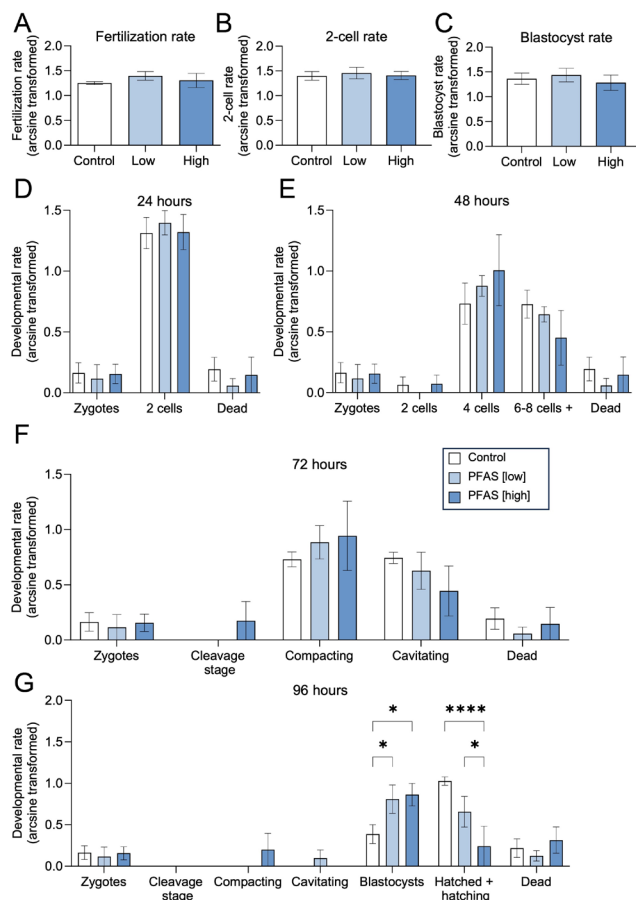 A
Fertilization rate
Fertilization rate
(arcsine transformed)
2.0
1.5
1.0
0.5
0.0
Control Low High
B
2-cell rate
2-cell rate
(arcsine transformed)
2.0
1.5
1.0
0.5
0.0
Control Low High
C
Blastocyst rate
Blastocyst rate
(arcsine transformed)
2.0
1.5
1.0
0.5
0.0
Control Low High
D
24 hours
Developmental rate
(arcsine transformed)
1.5
1.0
0.5
0.0
Zygotes 2 cells Dead
E
48 hours
Developmental rate
(arcsine transformed)
1.5
1.0
0.5
0.0
Zygotes 2 cells 4 cells 6-8 cells + Dead
F
72 hours
Control
PFAS [low]
PFAS [high]
Developmental rate
(arcsine transformed)
1.5
1.0
0.5
0.0
Zygotes Cleavage Compacting Cavitating Dead
stage
G
96 hours
Developmental rate
(arcsine transformed)
2.0
1.5
1.0
0.5
0.0
* ****
* *
Zygotes Cleavage Compacting Cavitating Blastocysts Hatched + Dead
stage hatching